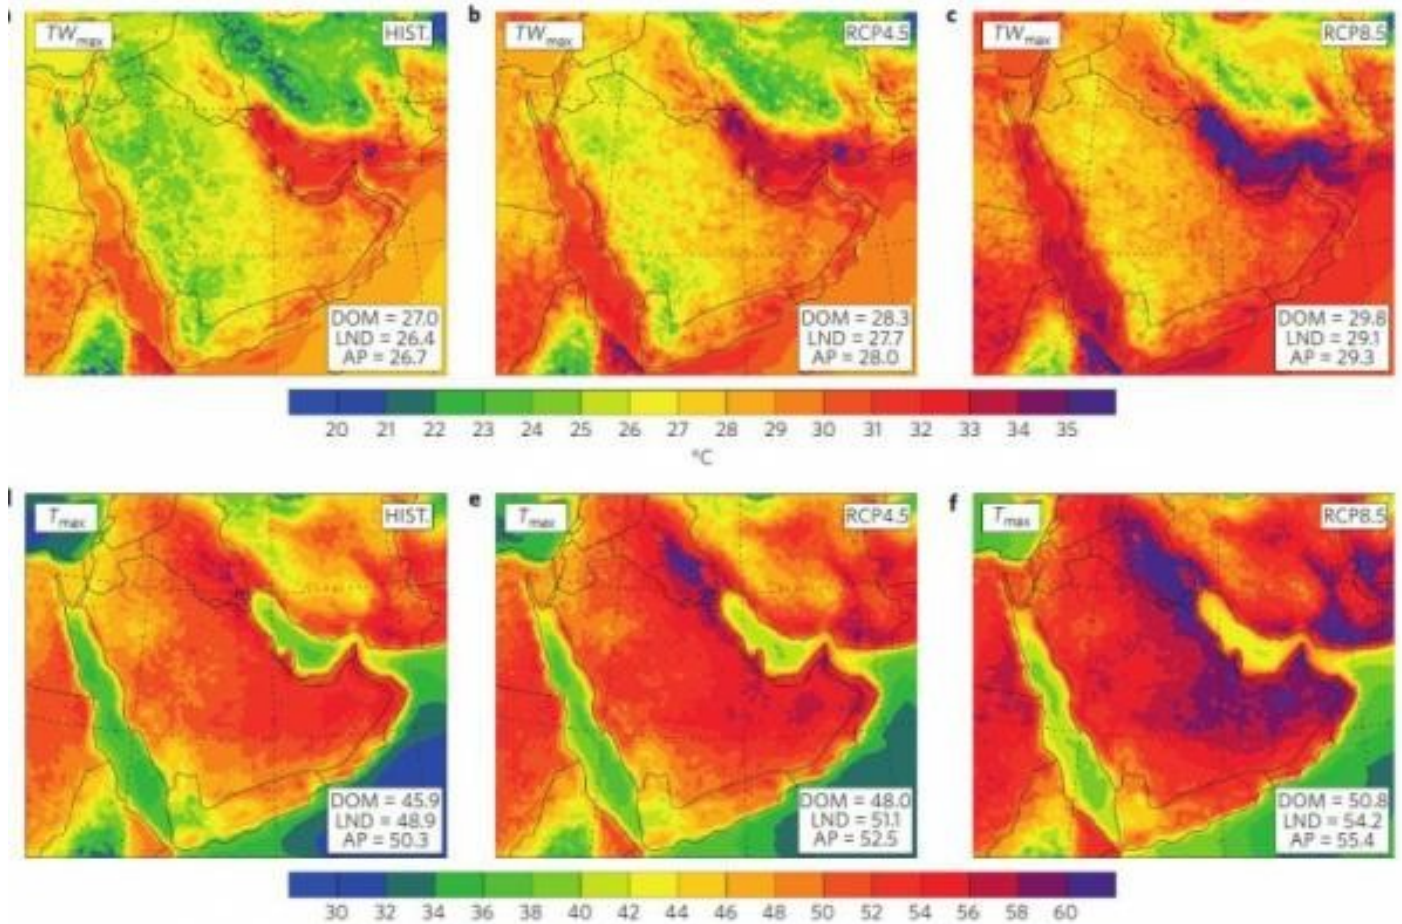 TWmax
HIST.
DOM = 27.0
LND = 26.4
AP = 26.7
b
TWmax
RCP4.5
DOM = 28.3
LND = 27.7
AP = 28.0
c
TWmax
RCP8.5
DOM = 29.8
LND = 29.1
AP = 29.3
20 21 22 23 24 25 26 27 28 29 30 31 32 33 34 35
°C
Tmax
HIST.
DOM = 45.9
LND = 48.9
AP = 50.3
e
Tmax
RCP4.5
DOM = 48.0
LND = 51.1
AP = 52.5
f
Tmax
RCP8.5
DOM = 50.8
LND = 54.2
AP = 55.4
30 32 34 36 38 40 42 44 46 48 50 52 54 56 58 60